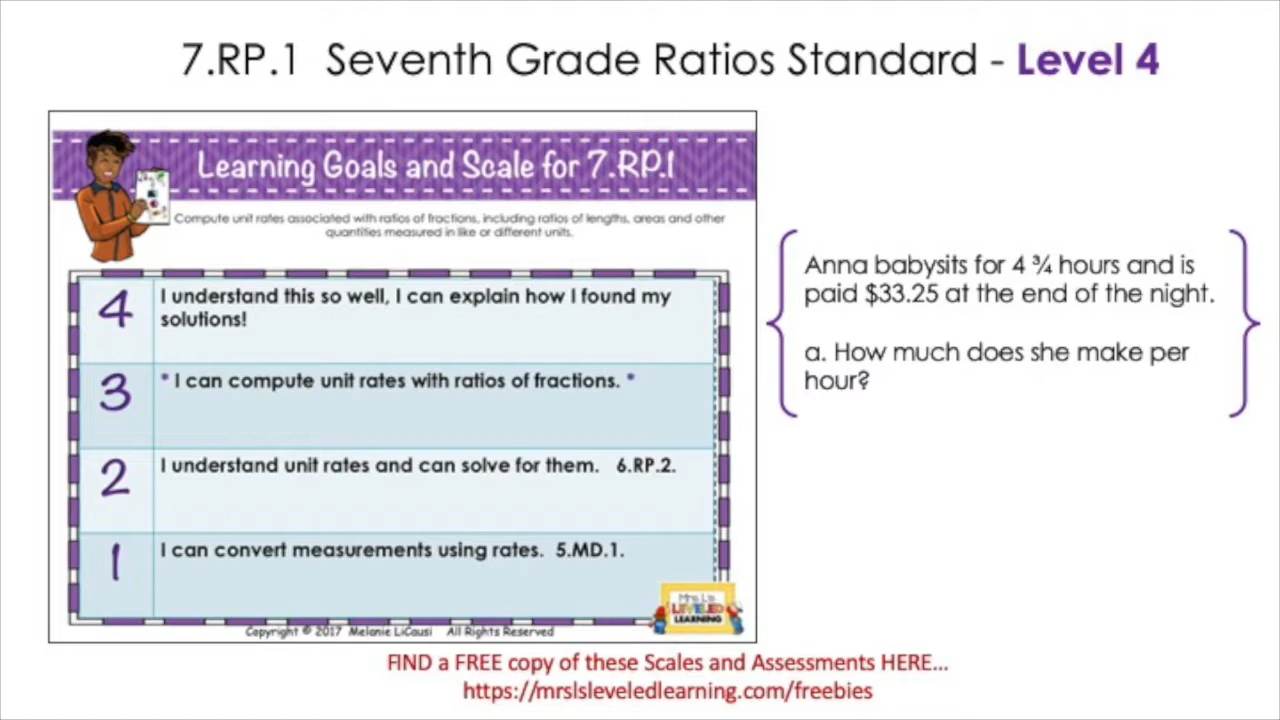 7.RP.1 Seventh Grade Ratios Standard - Level 4
Learning Goals and Scale for 7.RP.1
Compute unit rates associated with ratios of fractions, including ratios of lengths, areas and other
quantities measured in like or different units.
4
I understand this so well, I can explain how I found my
solutions!
3
* I can compute unit rates with ratios of fractions. *
2
I understand unit rates and can solve for them. 6.RP.2.
1
I can convert measurements using rates. 5.MD.1.
Mrs. L's
LEVELED
LEARNING
Copyright © 2017 Melanie LiCausi All Rights Reserved
Anna babysits for 4 ¾ hours and is
paid $33.25 at the end of the night.
a. How much does she make per
hour?
FIND a FREE copy of these Scales and Assessments HERE…
https://mrslsleveledlearning.com/freebies